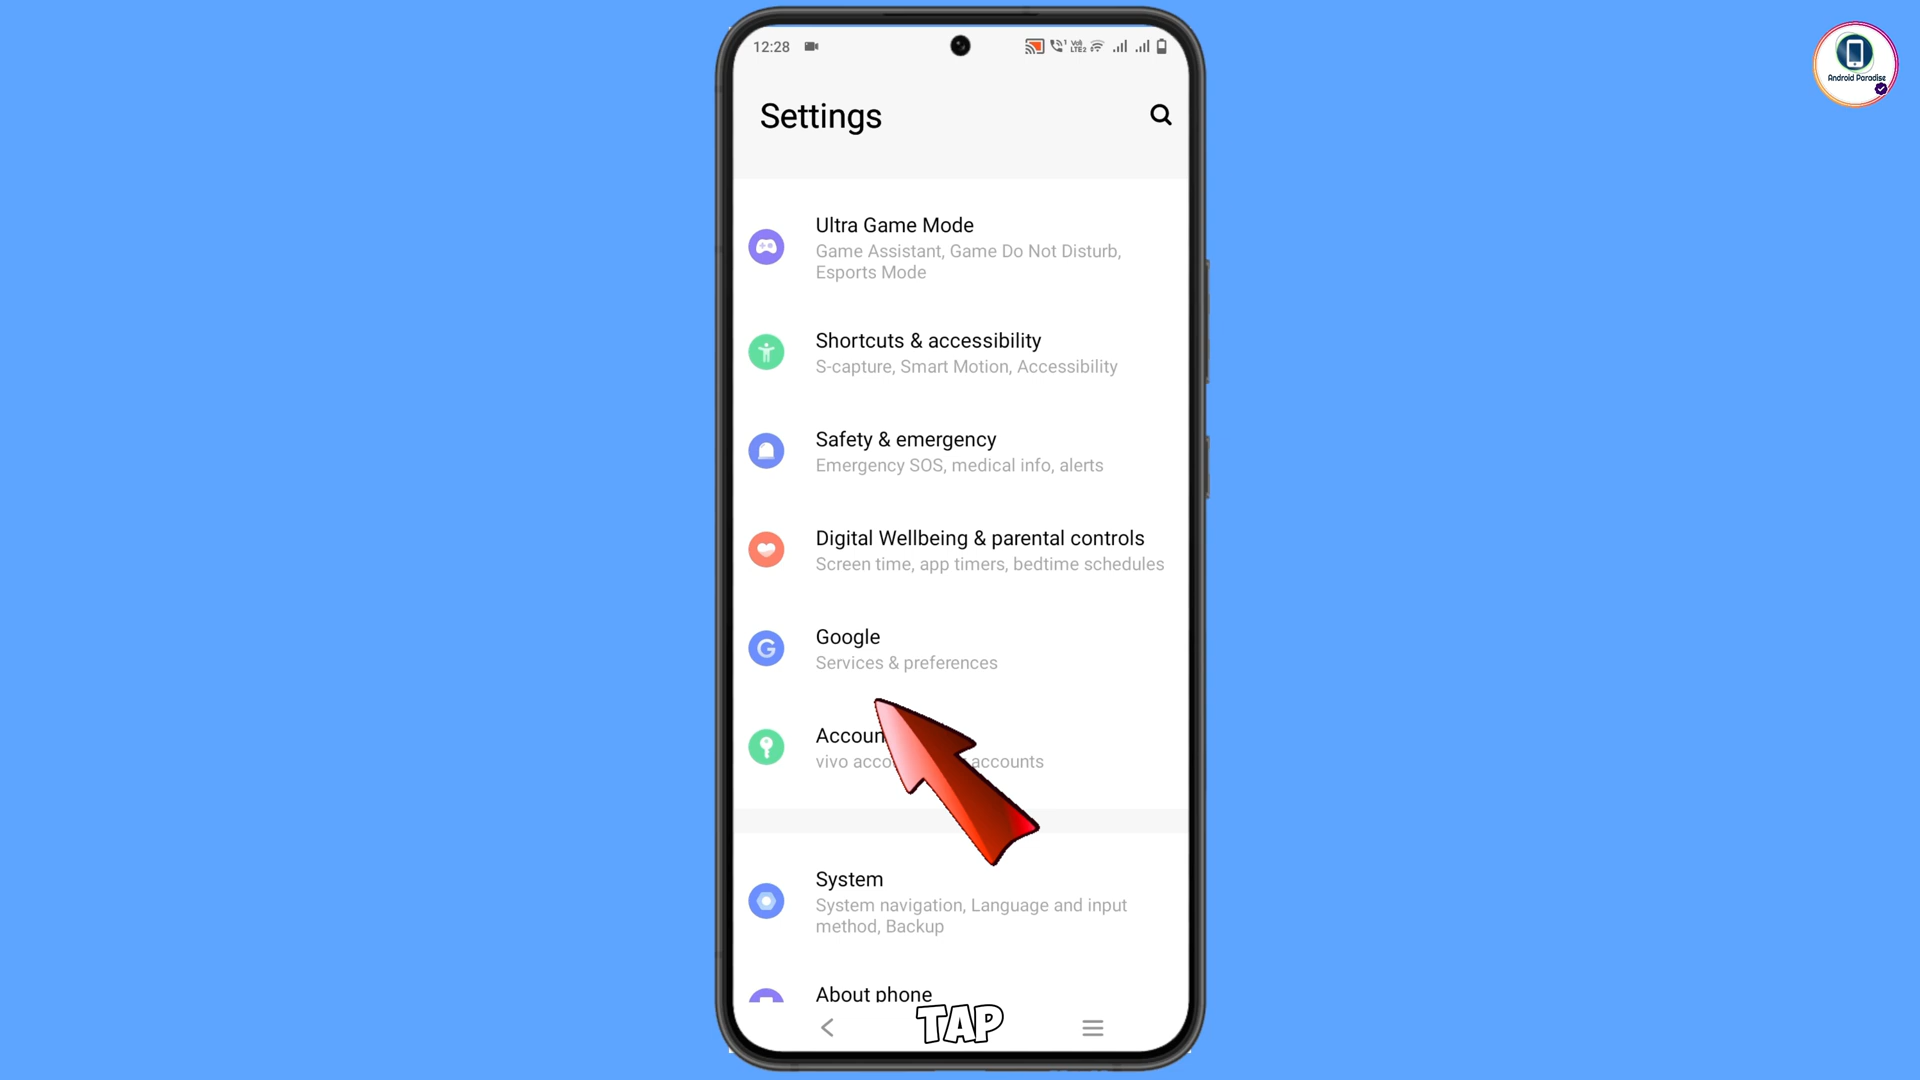 12:28
Android Paradise
Settings
Ultra Game Mode
Game Assistant, Game Do Not Disturb,
Esports Mode
Shortcuts & accessibility
S-capture, Smart Motion, Accessibility
Safety & emergency
Emergency SOS, medical info, alerts
Digital Wellbeing & parental controls
Screen time, app timers, bedtime schedules
Google
Services & preferences
Accoun
vivo acco accounts
System
System navigation, Language and input
method, Backup
About phone
TAP